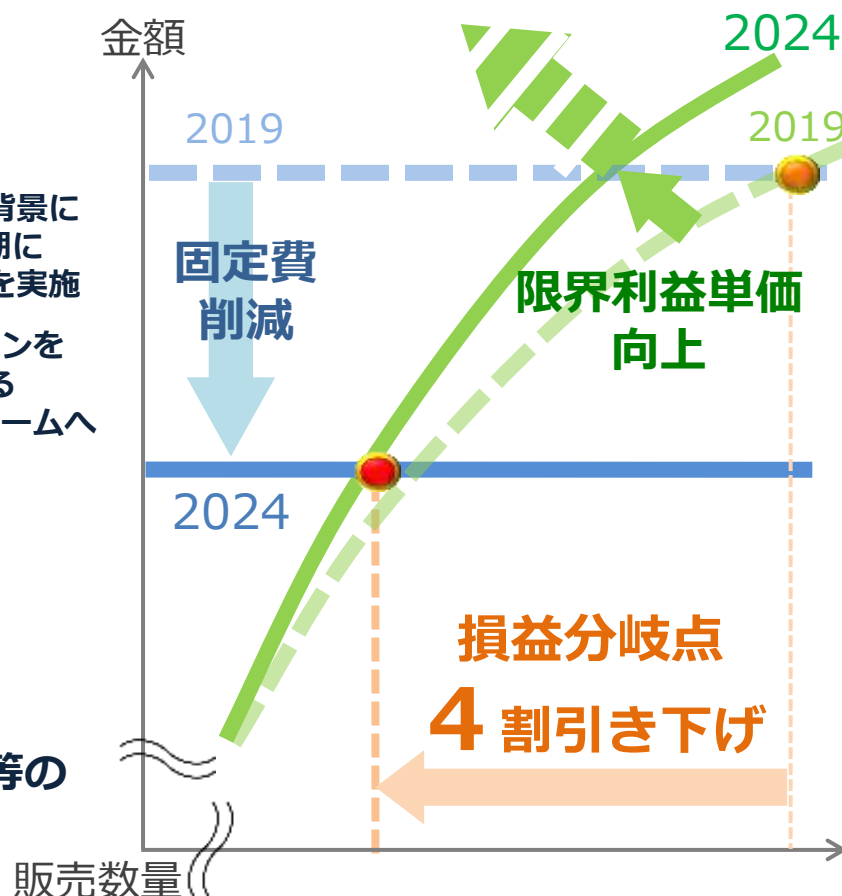 金額
2024
2019
2019
背景に
期に
を実施
ンを
る
ームへ
固定費
削減
限界利益単価
向上
2024
損益分岐点
4 割引き下げ
等の
販売数量